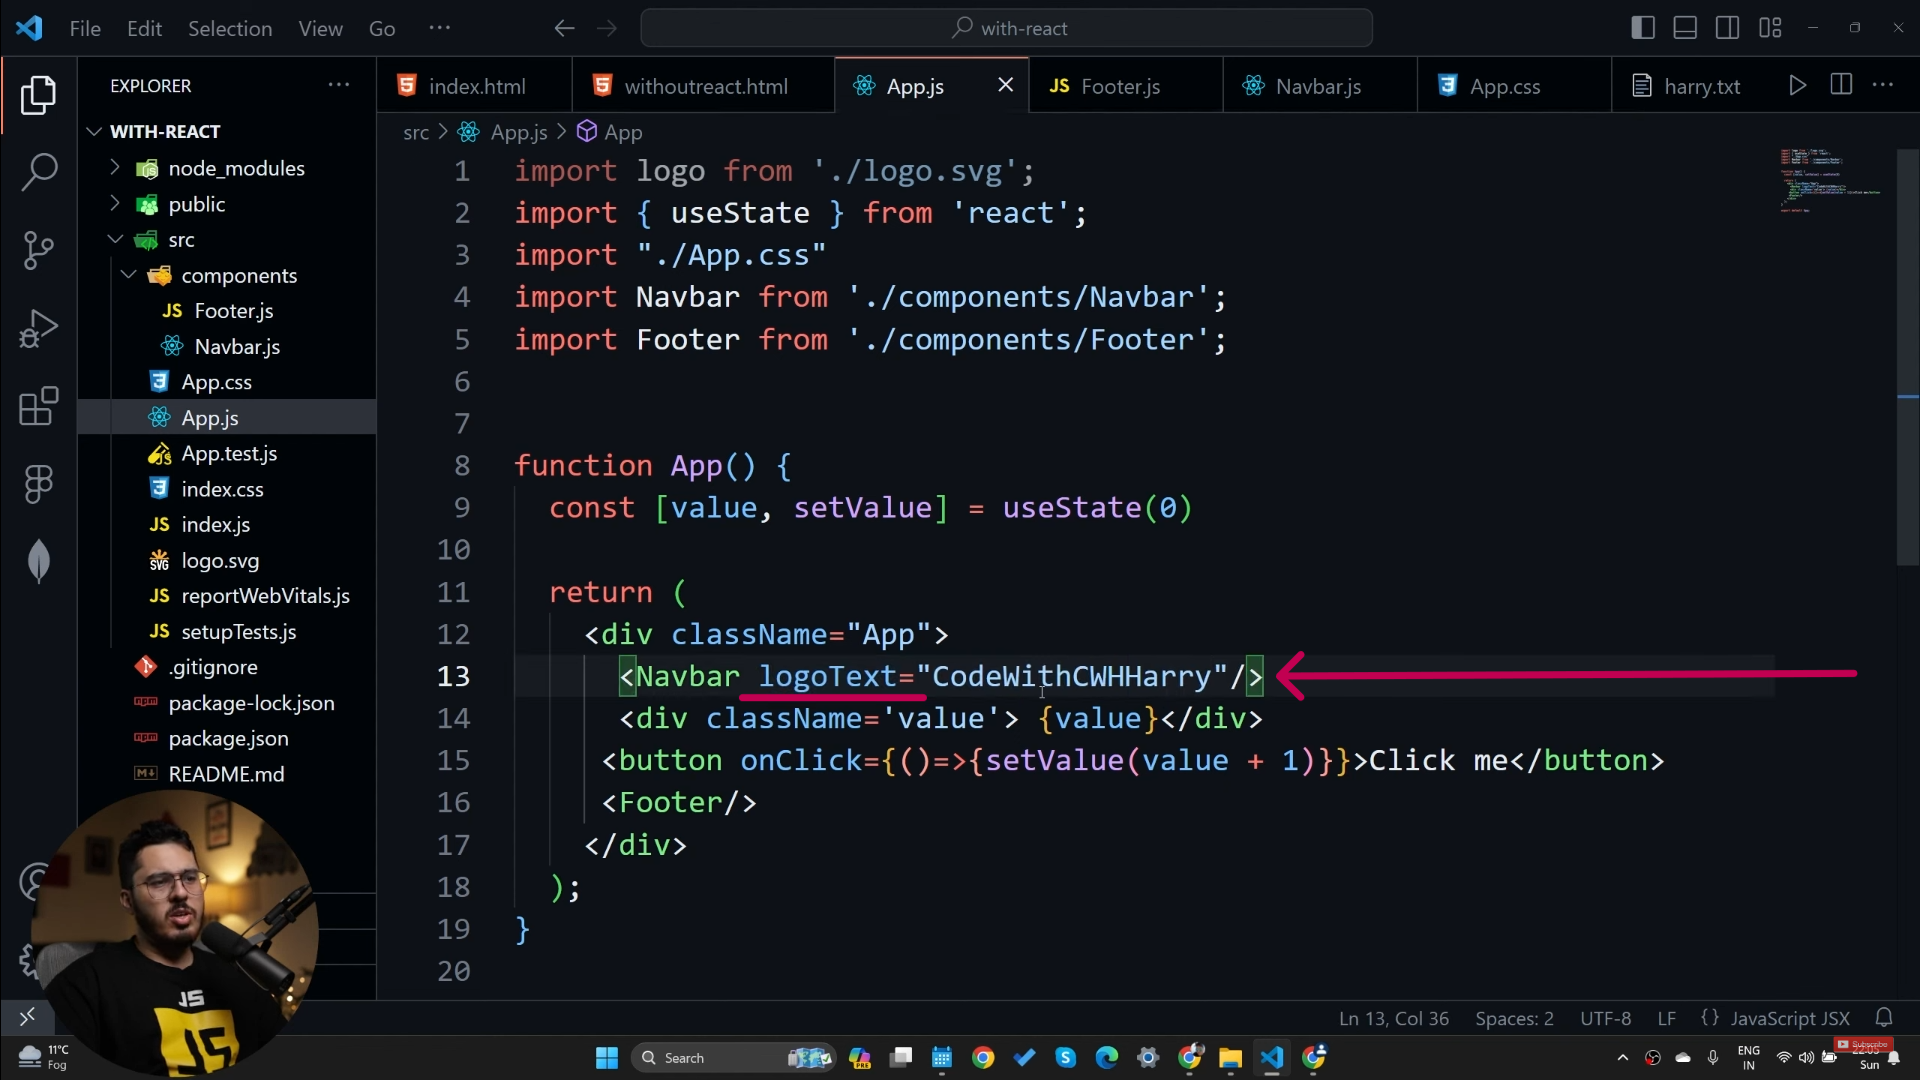 File Edit Selection View Go ··· with-react
EXPLORER ···
index.html withoutreact.html App.js Footer.js Navbar.js App.css harry.txt ···
WITH-REACT
src > App.js > App
node_modules
public
src
components
Footer.js
Navbar.js
App.css
App.js
App.test.js
index.css
index.js
logo.svg
reportWebVitals.js
setupTests.js
.gitignore
package-lock.json
package.json
README.md
1 import logo from './logo.svg';
2 import { useState } from 'react';
3 import "./App.css"
4 import Navbar from './components/Navbar';
5 import Footer from './components/Footer';
6
7
8 function App() {
9 const [value, setValue] = useState(0)
10
11 return (
12 <div className="App">
13 <Navbar logoText="CodeWithCWHHarry"/>
14 <div className='value'> {value}</div>
15 <button onClick={()=>{setValue(value + 1)}}>Click me</button>
16 <Footer/>
17 </div>
18 );
19 }
20
JS
JS
Ln 13, Col 36 Spaces: 2 UTF-8 LF {} JavaScript JSX
11°C
Fog
Search
PRE
ENG
IN
Subscribe
Sun